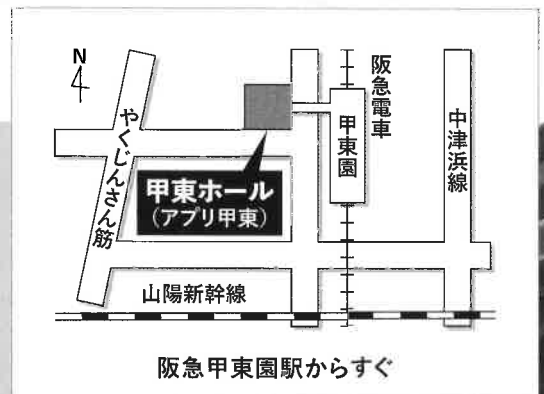 N
阪急電車
甲東園
中津浜線
やくじんさん筋
甲東ホール
(アプリ甲東)
山陽新幹線
阪急甲東園駅からすぐ